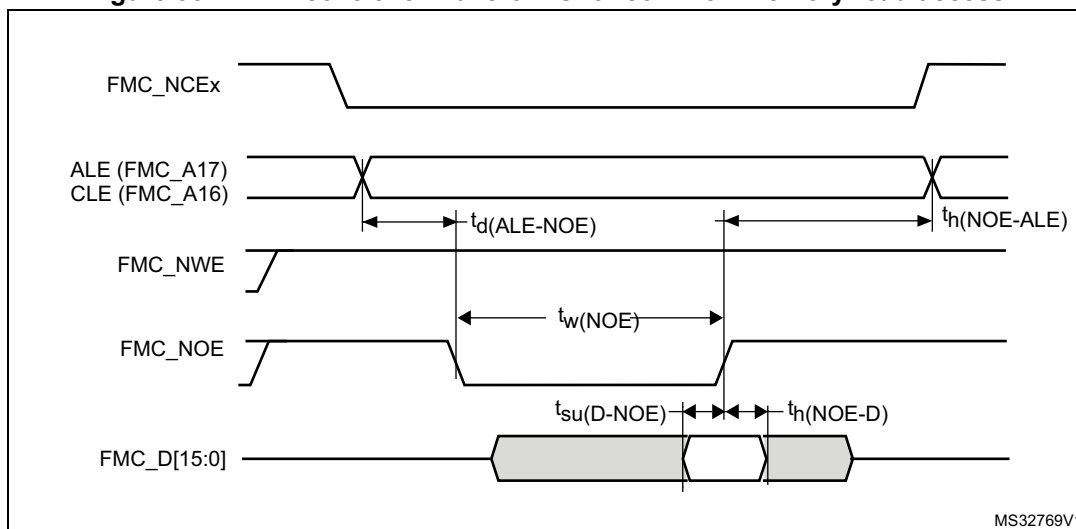 FMC_NCEx
ALE (FMC_A17)
CLE (FMC_A16)
td(ALE-NOE)
th(NOE-ALE)
FMC_NWE
tw(NOE)
FMC_NOE
tsu(D-NOE)
th(NOE-D)
FMC_D[15:0]